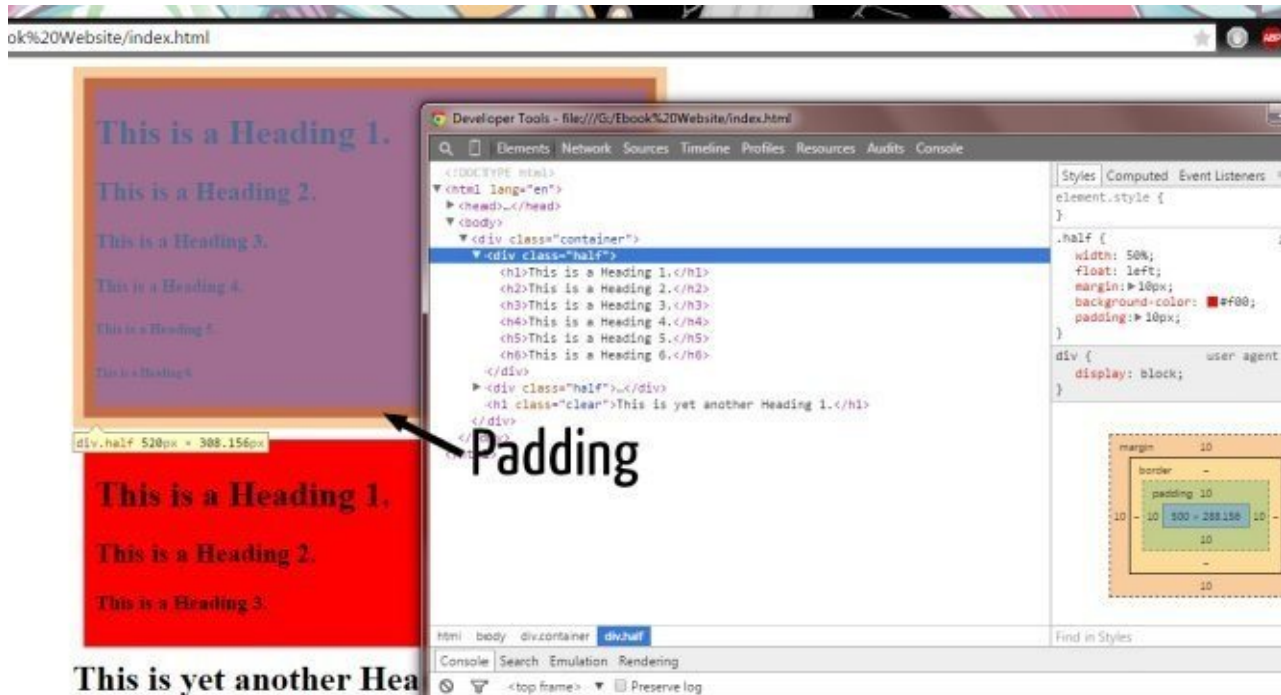 ok%20Website/index.html
ABP
This is a Heading 1.
This is a Heading 2.
This is a Heading 3.
This is a Heading 4.
This is a Heading 5.
This is a Heading 6.
div.half 520px × 308.156px
This is a Heading 1.
This is a Heading 2.
This is a Heading 3.
This is yet another Hea
Padding
Developer Tools - file:///G:/Ebook%20Website/index.html
Elements Network Sources Timeline Profiles Resources Audits Console
<!DOCTYPE html>
▼<html lang="en">
▶<head>…</head>
▼<body>
▼<div class="container">
▼<div class="half">
<h1>This is a Heading 1.</h1>
<h2>This is a Heading 2.</h2>
<h3>This is a Heading 3.</h3>
<h4>This is a Heading 4.</h4>
<h5>This is a Heading 5.</h5>
<h6>This is a Heading 6.</h6>
</div>
▶<div class="half">…</div>
<h1 class="clear">This is yet another Heading 1.</h1>
</div>
html body div.container div.half
Console Search Emulation Rendering
<top frame> ▼ Preserve log
Styles Computed Event Listeners
element.style {
}
.half {
width: 50%;
float: left;
margin:▶10px;
background-color: #f00;
padding:▶10px;
}
div { user agent
display: block;
}
margin 10
border -
padding 10
10 - 10 500 × 288.156 10 -
10
-
10
Find in Styles